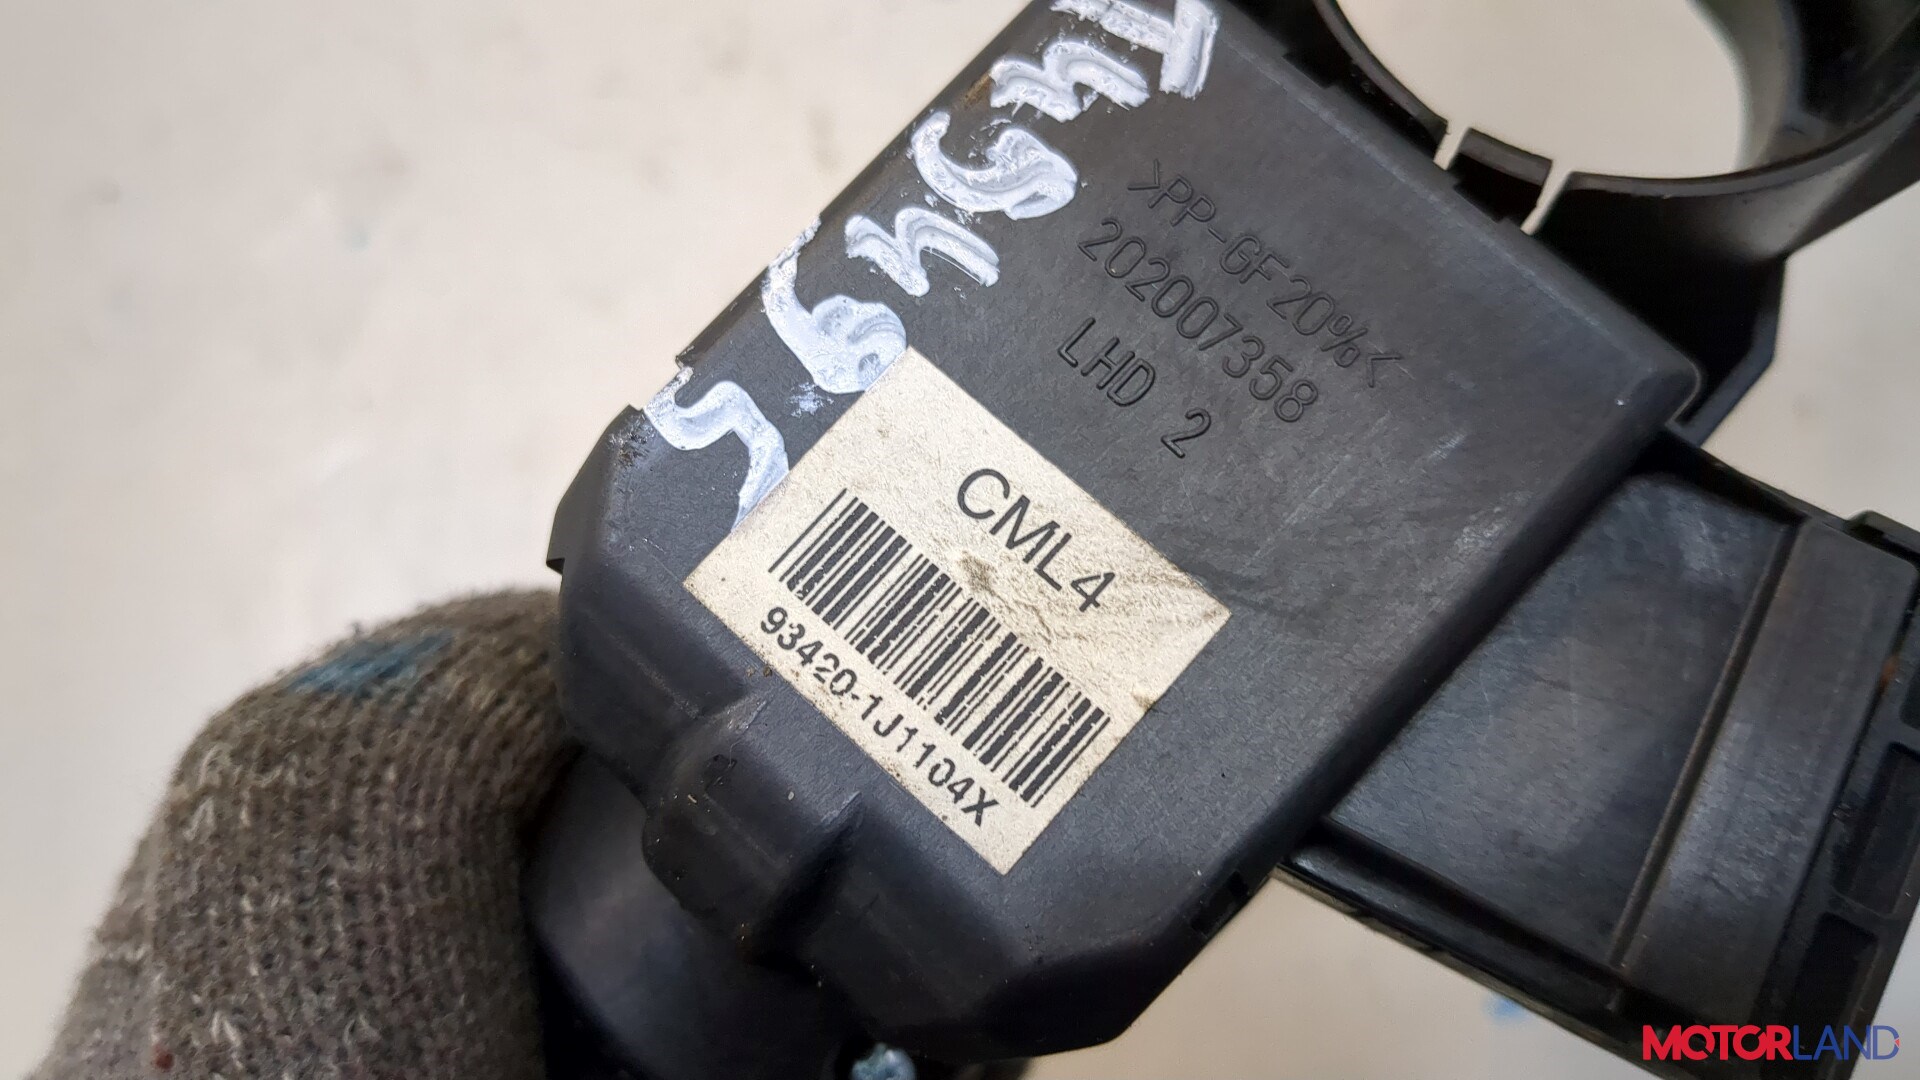 >PP-GF20%<
202007358
LHD 2
CML4
93420-1J1104X
MOTORLAND